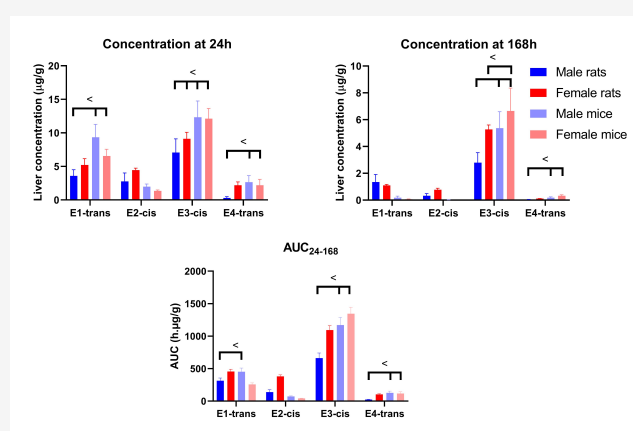 Concentration at 24h
Liver concentration (μg/g)
20
15
10
5
0
<
<
<
E1-trans E2-cis E3-cis E4-trans
Concentration at 168h
Liver concentration (μg/g)
10
8
6
4
2
0
<
<
E1-trans E2-cis E3-cis E4-trans
Male rats
Female rats
Male mice
Female mice
AUC24-168
AUC (h.μg/g)
2000
1500
1000
500
0
<
<
<
E1-trans E2-cis E3-cis E4-trans